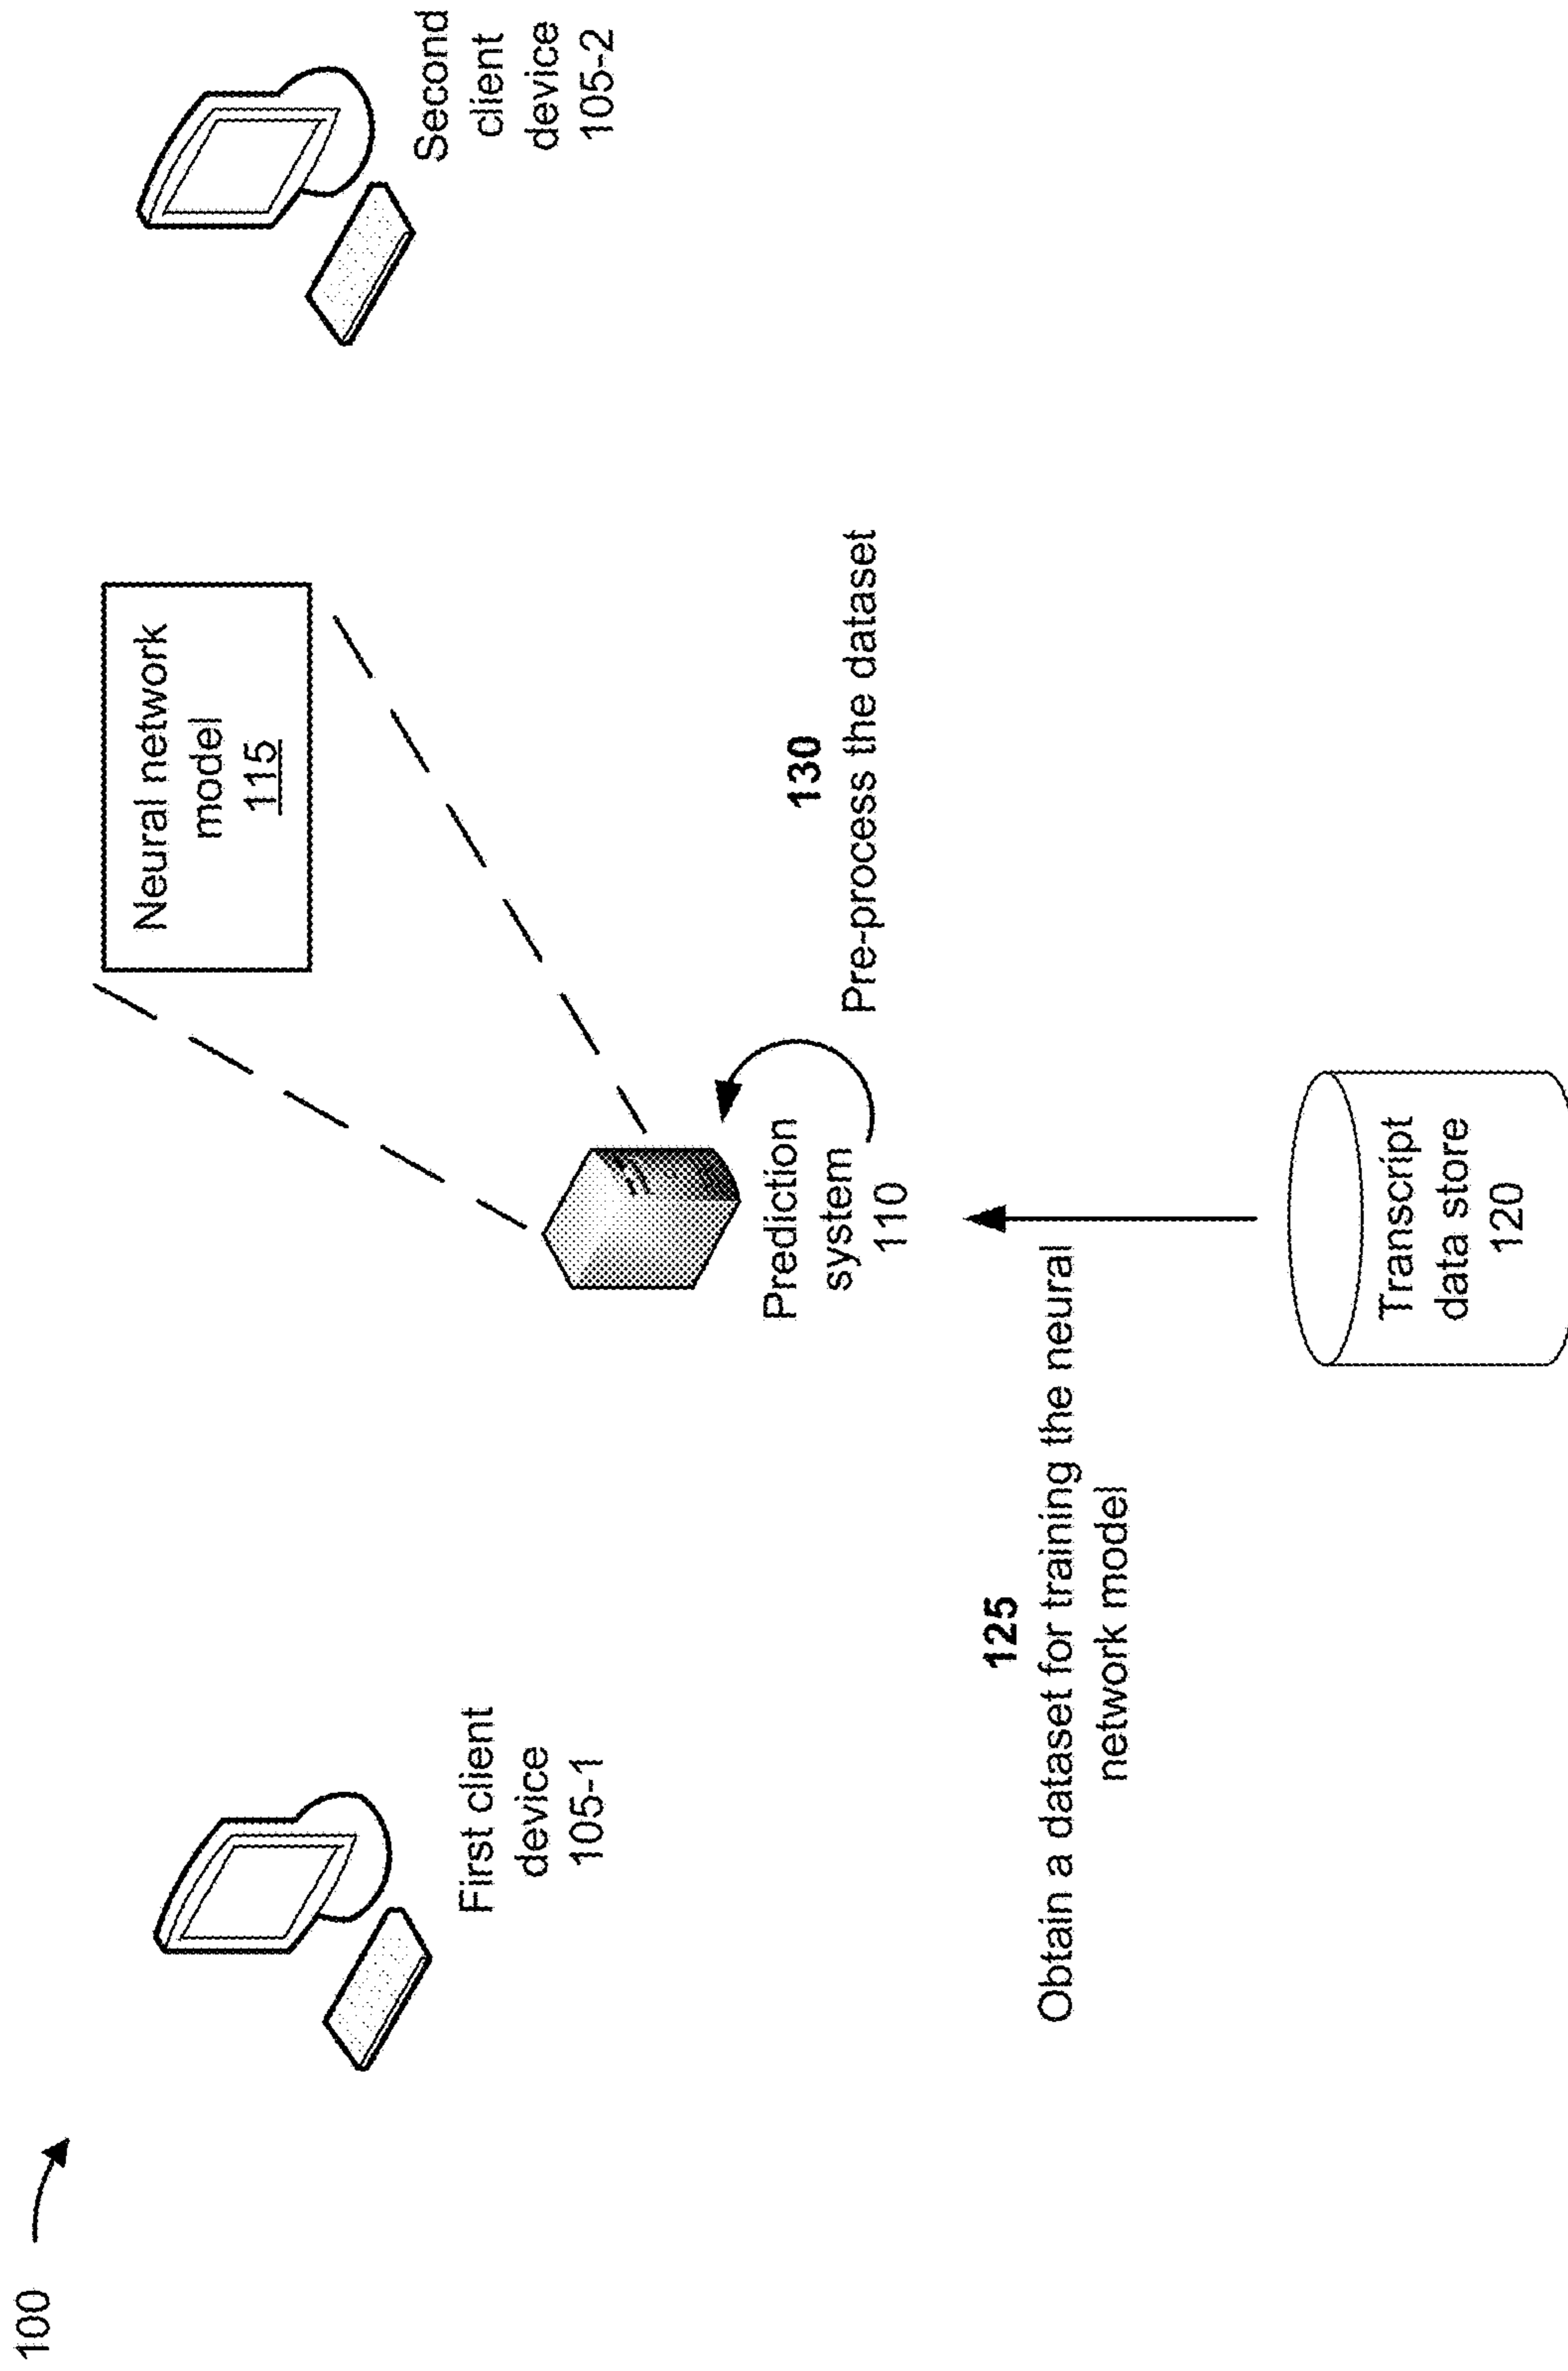 100
First client
device
105-1
Neural network
model
115
Second
client
device
105-2
Prediction
system
110
130
Pre-process the dataset
125
Obtain a dataset for training the neural
network model
Transcript
data store
120